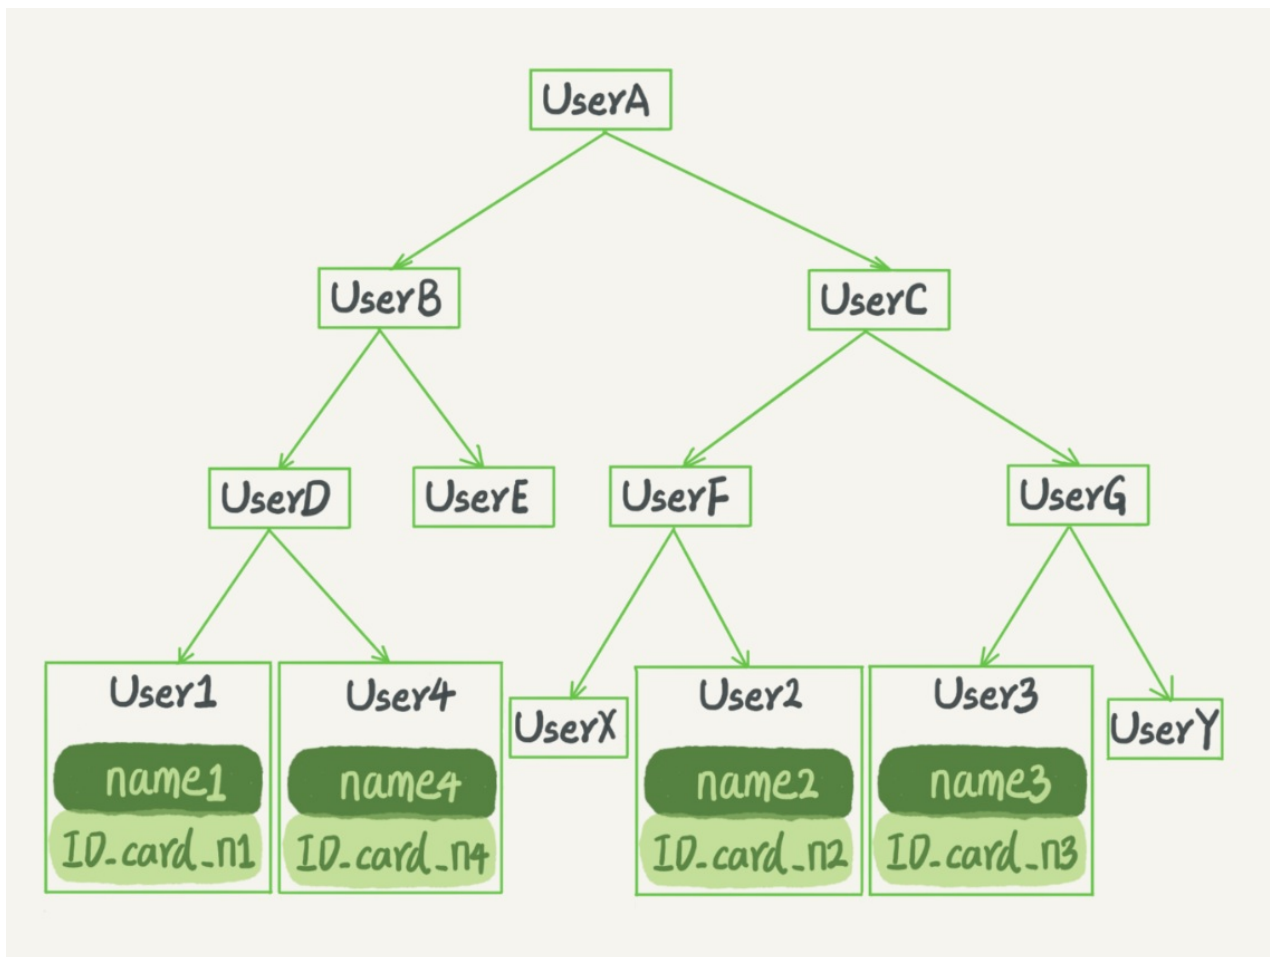 UserA
UserB
UserC
UserD
UserE
UserF
UserG
User1
name1
ID_card_n1
User4
name4
ID_card_n4
UserX
User2
name2
ID_card_n2
User3
name3
ID_card_n3
UserY